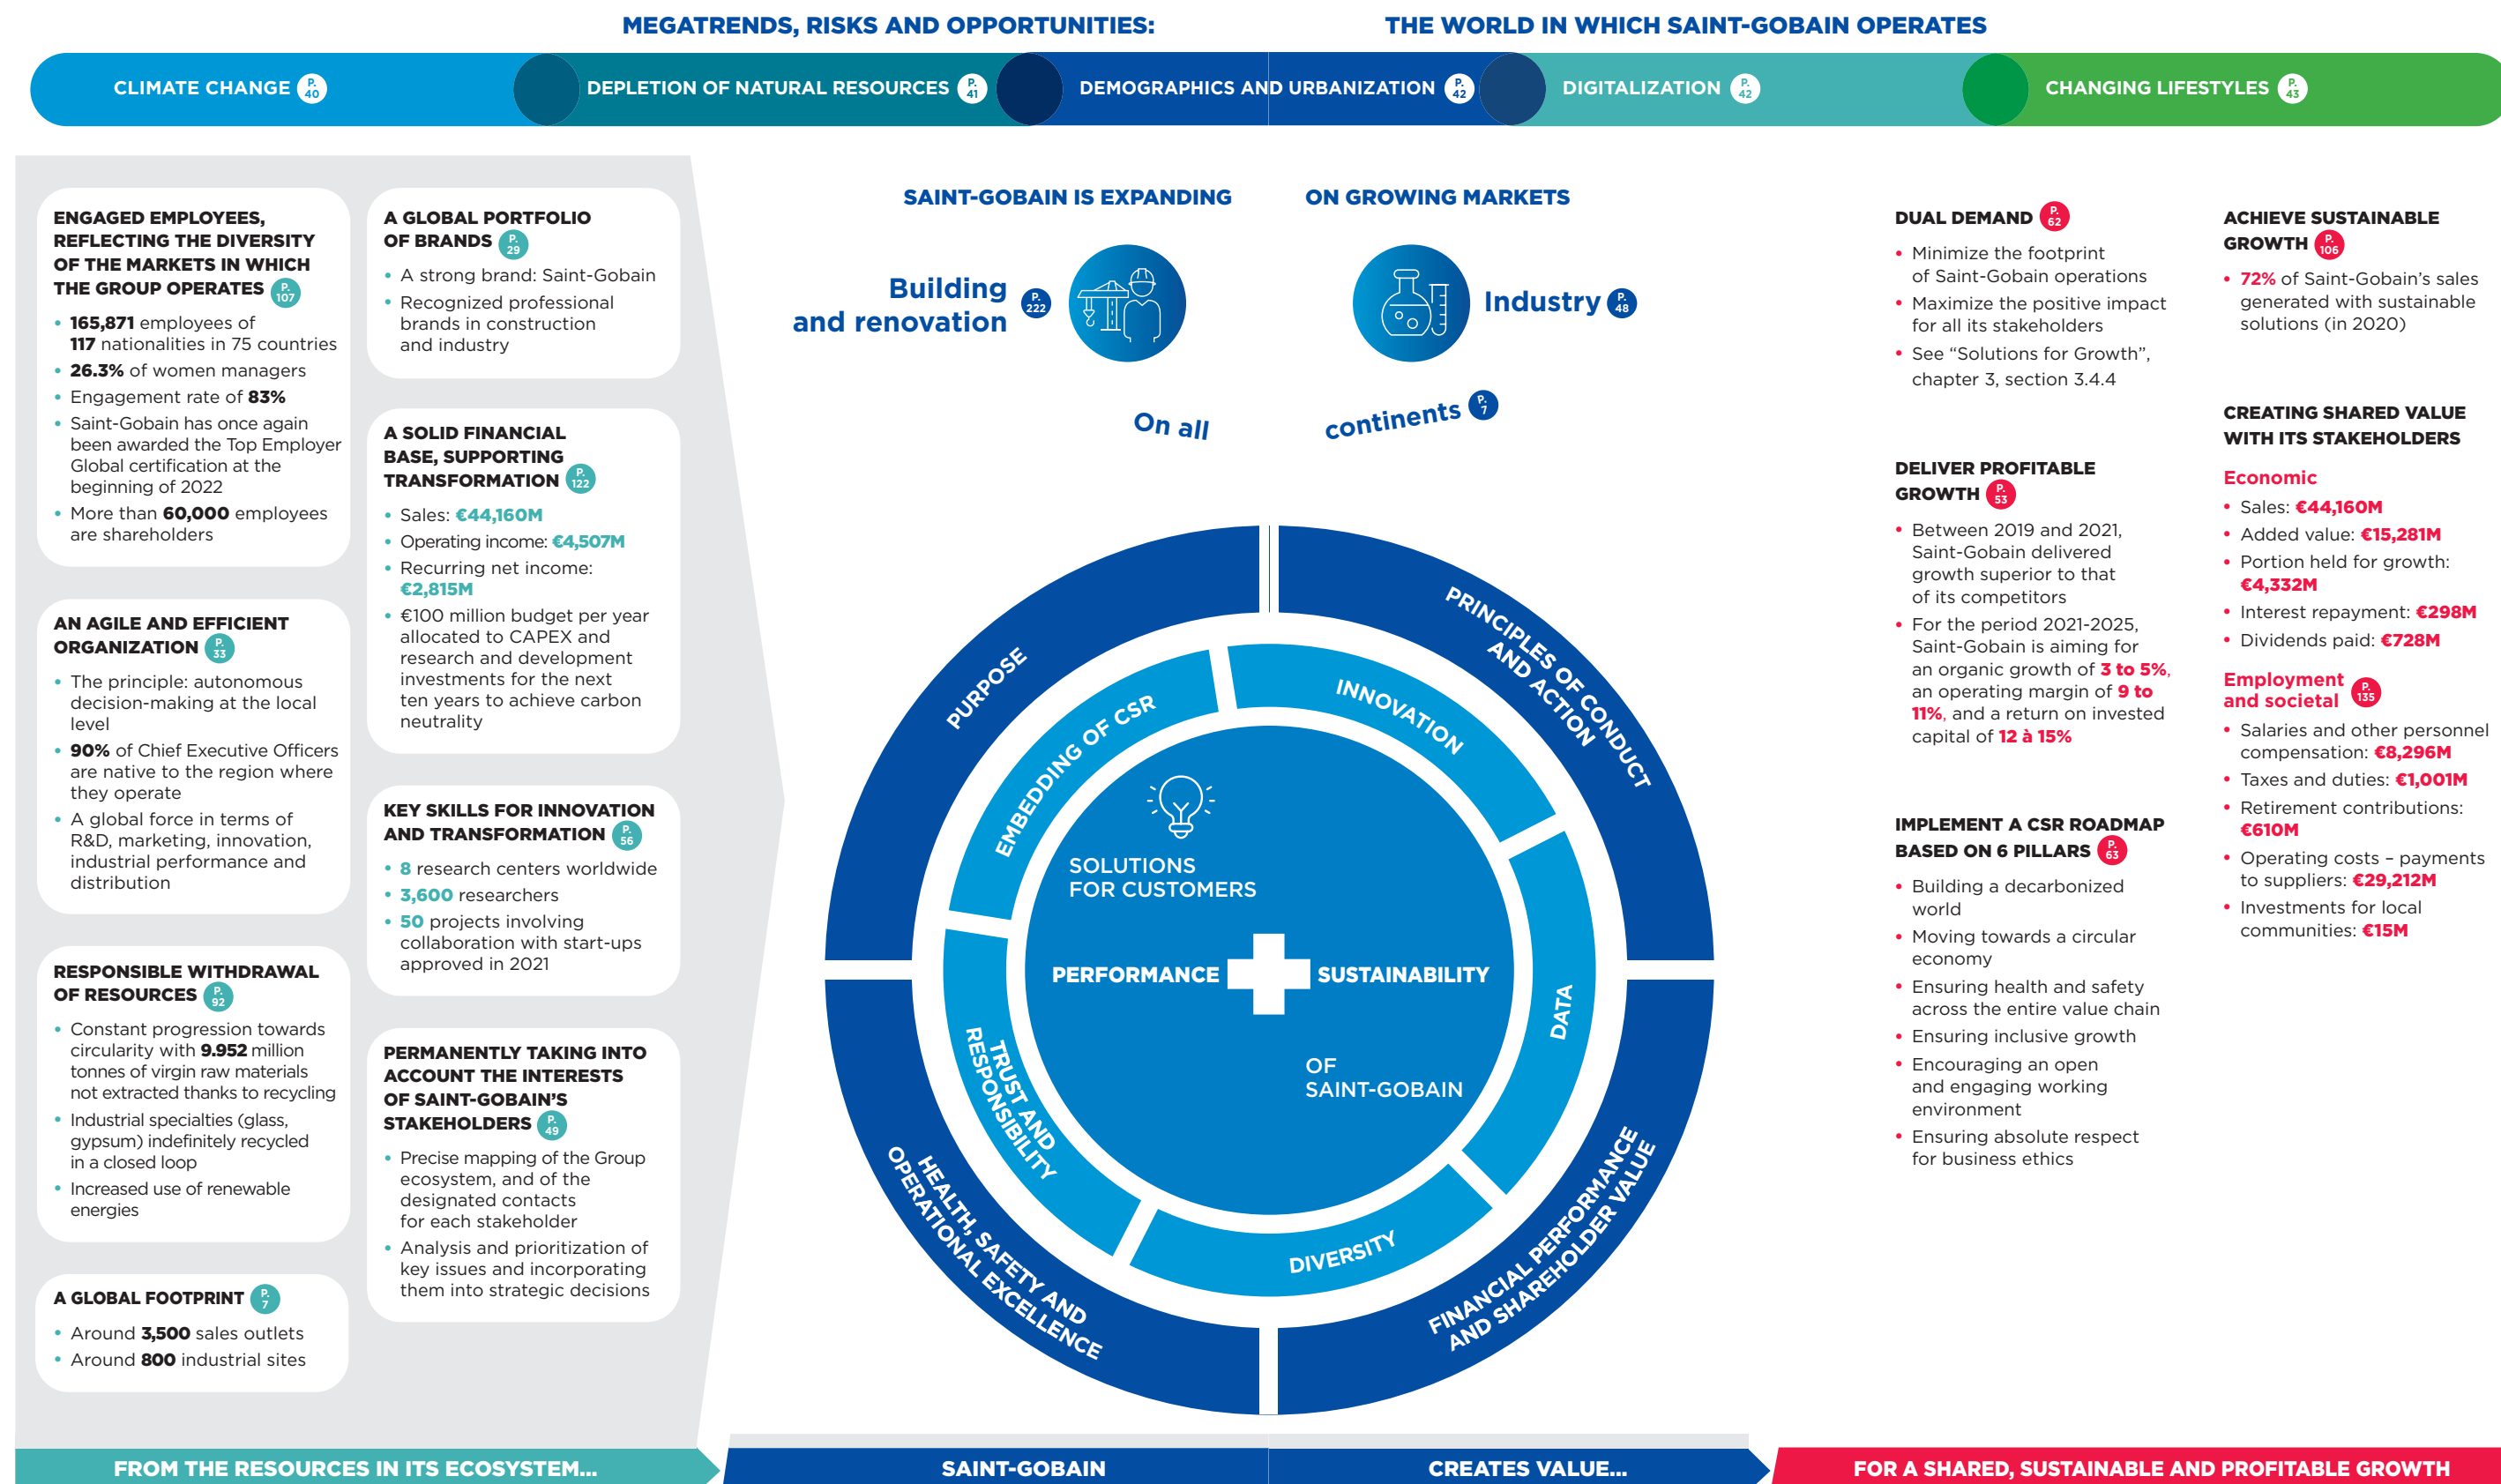 MEGATRENDS, RISKS AND OPPORTUNITIES: THE WORLD IN WHICH SAINT-GOBAIN OPERATES
CLIMATE CHANGE P. 40
DEPLETION OF NATURAL RESOURCES P. 41
DEMOGRAPHICS AND URBANIZATION P. 42
DIGITALIZATION P. 42
CHANGING LIFESTYLES P. 43
ENGAGED EMPLOYEES,
REFLECTING THE DIVERSITY
OF THE MARKETS IN WHICH
THE GROUP OPERATES P. 107
• 165,871 employees of
117 nationalities in 75 countries
• 26.3% of women managers
• Engagement rate of 83%
• Saint-Gobain has once again
been awarded the Top Employer
Global certification at the
beginning of 2022
• More than 60,000 employees
are shareholders
AN AGILE AND EFFICIENT
ORGANIZATION P. 33
• The principle: autonomous
decision-making at the local
level
• 90% of Chief Executive Officers
are native to the region where
they operate
• A global force in terms of
R&D, marketing, innovation,
industrial performance and
distribution
RESPONSIBLE WITHDRAWAL
OF RESOURCES P. 92
• Constant progression towards
circularity with 9.952 million
tonnes of virgin raw materials
not extracted thanks to recycling
• Industrial specialties (glass,
gypsum) indefinitely recycled
in a closed loop
• Increased use of renewable
energies
A GLOBAL FOOTPRINT P. 7
• Around 3,500 sales outlets
• Around 800 industrial sites
A GLOBAL PORTFOLIO
OF BRANDS P. 29
• A strong brand: Saint-Gobain
• Recognized professional
brands in construction
and industry
A SOLID FINANCIAL
BASE, SUPPORTING
TRANSFORMATION P. 122
• Sales: €44,160M
• Operating income: €4,507M
• Recurring net income:
€2,815M
• €100 million budget per year
allocated to CAPEX and
research and development
investments for the next
ten years to achieve carbon
neutrality
KEY SKILLS FOR INNOVATION
AND TRANSFORMATION P. 56
• 8 research centers worldwide
• 3,600 researchers
• 50 projects involving
collaboration with start-ups
approved in 2021
PERMANENTLY TAKING INTO
ACCOUNT THE INTERESTS
OF SAINT-GOBAIN'S
STAKEHOLDERS P. 49
• Precise mapping of the Group
ecosystem, and of the
designated contacts
for each stakeholder
• Analysis and prioritization of
key issues and incorporating
them into strategic decisions
SAINT-GOBAIN IS EXPANDING ON GROWING MARKETS
Building
and renovation P. 222
Industry P. 48
On all continents P. 7
PURPOSE
PRINCIPLES OF CONDUCT
AND ACTION
EMBEDDING OF CSR
INNOVATION
SOLUTIONS
FOR CUSTOMERS
PERFORMANCE
SUSTAINABILITY
DATA
OF
SAINT-GOBAIN
TRUST AND
RESPONSIBILITY
DIVERSITY
HEALTH, SAFETY AND
OPERATIONAL EXCELLENCE
FINANCIAL PERFORMANCE
AND SHAREHOLDER VALUE
DUAL DEMAND P. 62
• Minimize the footprint
of Saint-Gobain operations
• Maximize the positive impact
for all its stakeholders
• See “Solutions for Growth”,
chapter 3, section 3.4.4
DELIVER PROFITABLE
GROWTH P. 53
• Between 2019 and 2021,
Saint-Gobain delivered
growth superior to that
of its competitors
• For the period 2021-2025,
Saint-Gobain is aiming for
an organic growth of 3 to 5%,
an operating margin of 9 to
11%, and a return on invested
capital of 12 à 15%
IMPLEMENT A CSR ROADMAP
BASED ON 6 PILLARS P. 63
• Building a decarbonized
world
• Moving towards a circular
economy
• Ensuring health and safety
across the entire value chain
• Ensuring inclusive growth
• Encouraging an open
and engaging working
environment
• Ensuring absolute respect
for business ethics
ACHIEVE SUSTAINABLE
GROWTH P. 106
• 72% of Saint-Gobain's sales
generated with sustainable
solutions (in 2020)
CREATING SHARED VALUE
WITH ITS STAKEHOLDERS
Economic
• Sales: €44,160M
• Added value: €15,281M
• Portion held for growth:
€4,332M
• Interest repayment: €298M
• Dividends paid: €728M
Employment
and societal P. 135
• Salaries and other personnel
compensation: €8,296M
• Taxes and duties: €1,001M
• Retirement contributions:
€610M
• Operating costs – payments
to suppliers: €29,212M
• Investments for local
communities: €15M
FROM THE RESOURCES IN ITS ECOSYSTEM...
SAINT-GOBAIN
CREATES VALUE...
FOR A SHARED, SUSTAINABLE AND PROFITABLE GROWTH